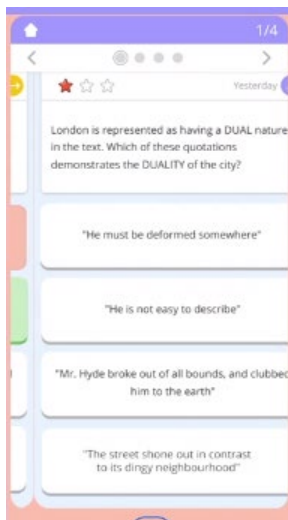 1/4
Yesterday
London is represented as having a DUAL nature
in the text. Which of these quotations
demonstrates the DUALITY of the city?
"He must be deformed somewhere"
"He is not easy to describe"
"Mr. Hyde broke out of all bounds, and clubbed
him to the earth"
"The street shone out in contrast
to its dingy neighbourhood"